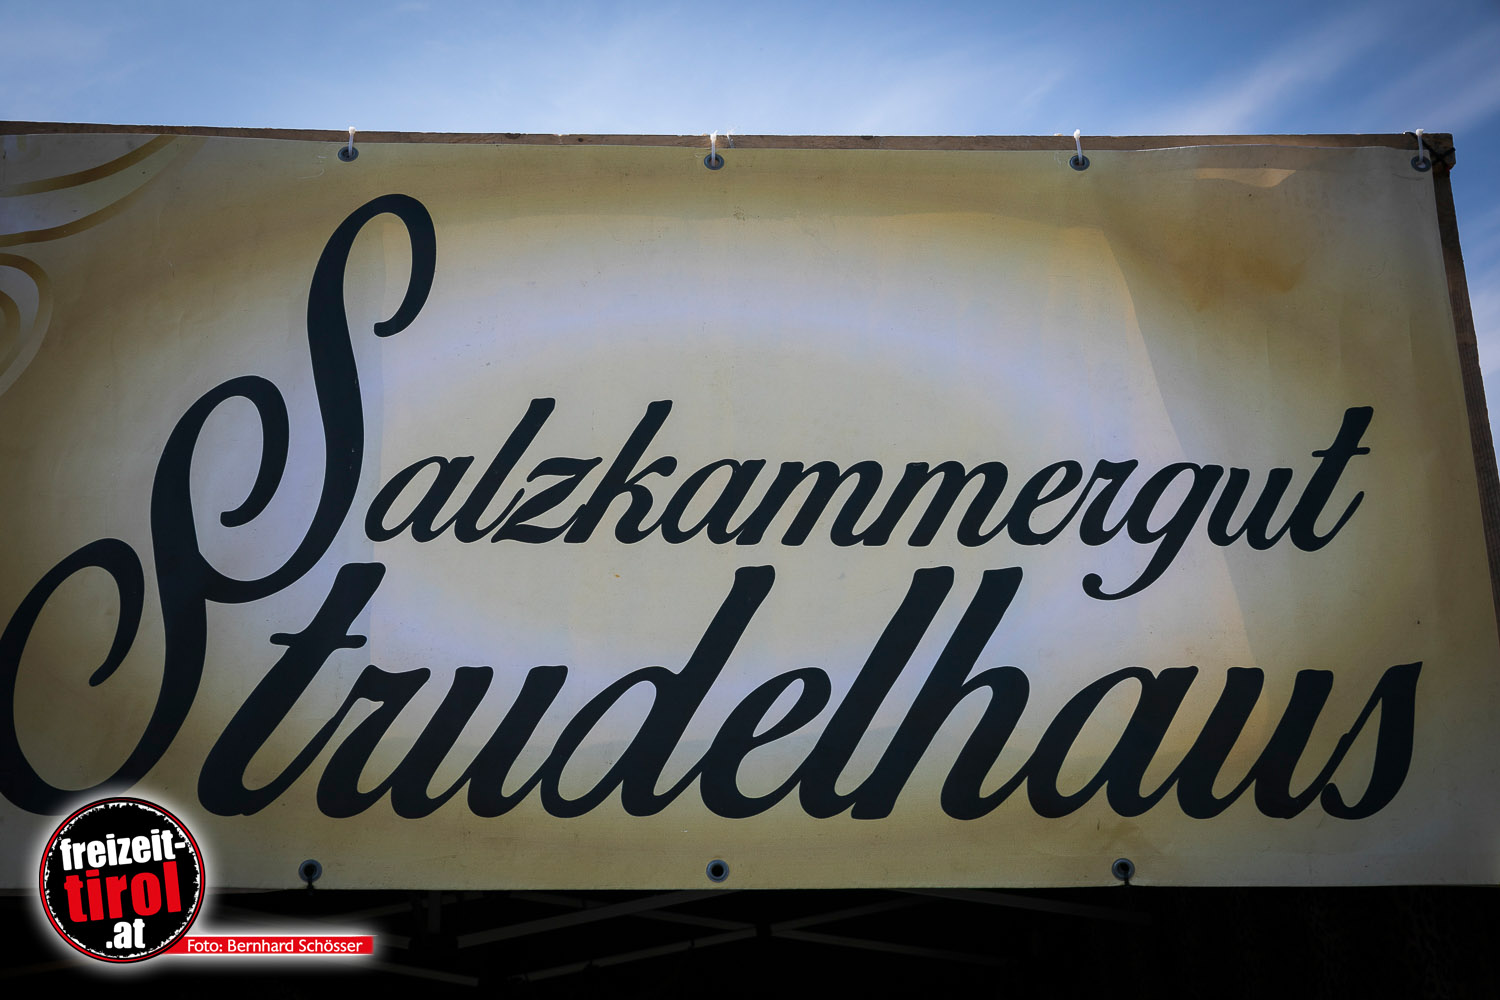 Salzkammergut
Strudelhaus
freizeit-
tirol
.at
Foto: Bernhard Schösser